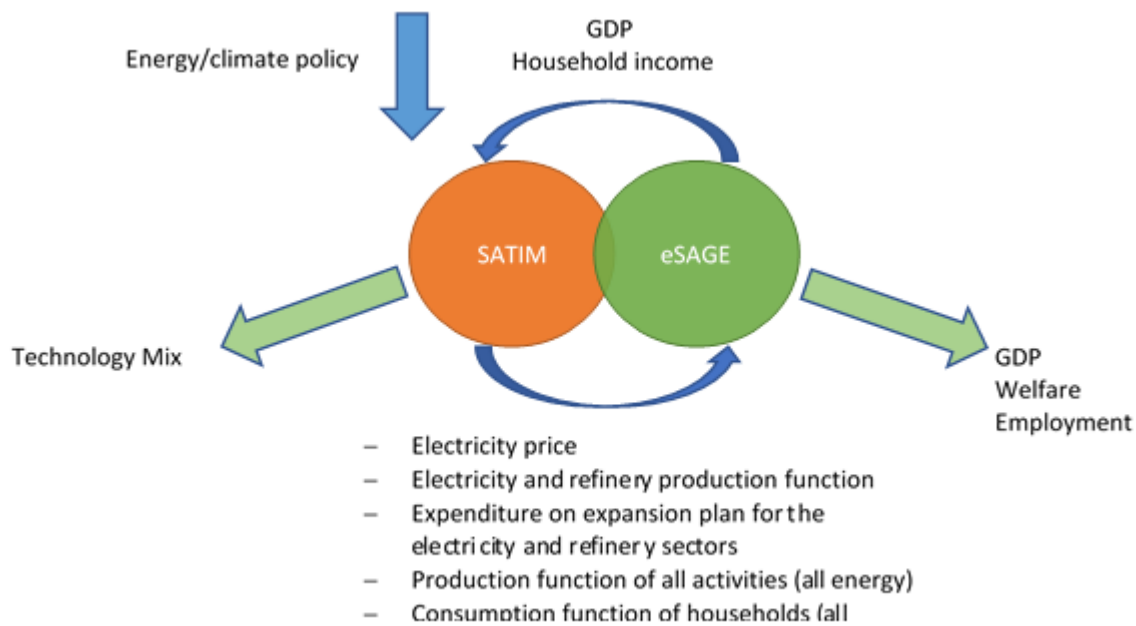 GDP
Energy/climate policy
Household income
SATIM
eSAGE
Technology Mix
GDP
Welfare
Employment
– Electricity price
– Electricity and refinery production function
– Expenditure on expansion plan for the
electricity and refinery sectors
– Production function of all activities (all energy)
– Consumption function of households (all